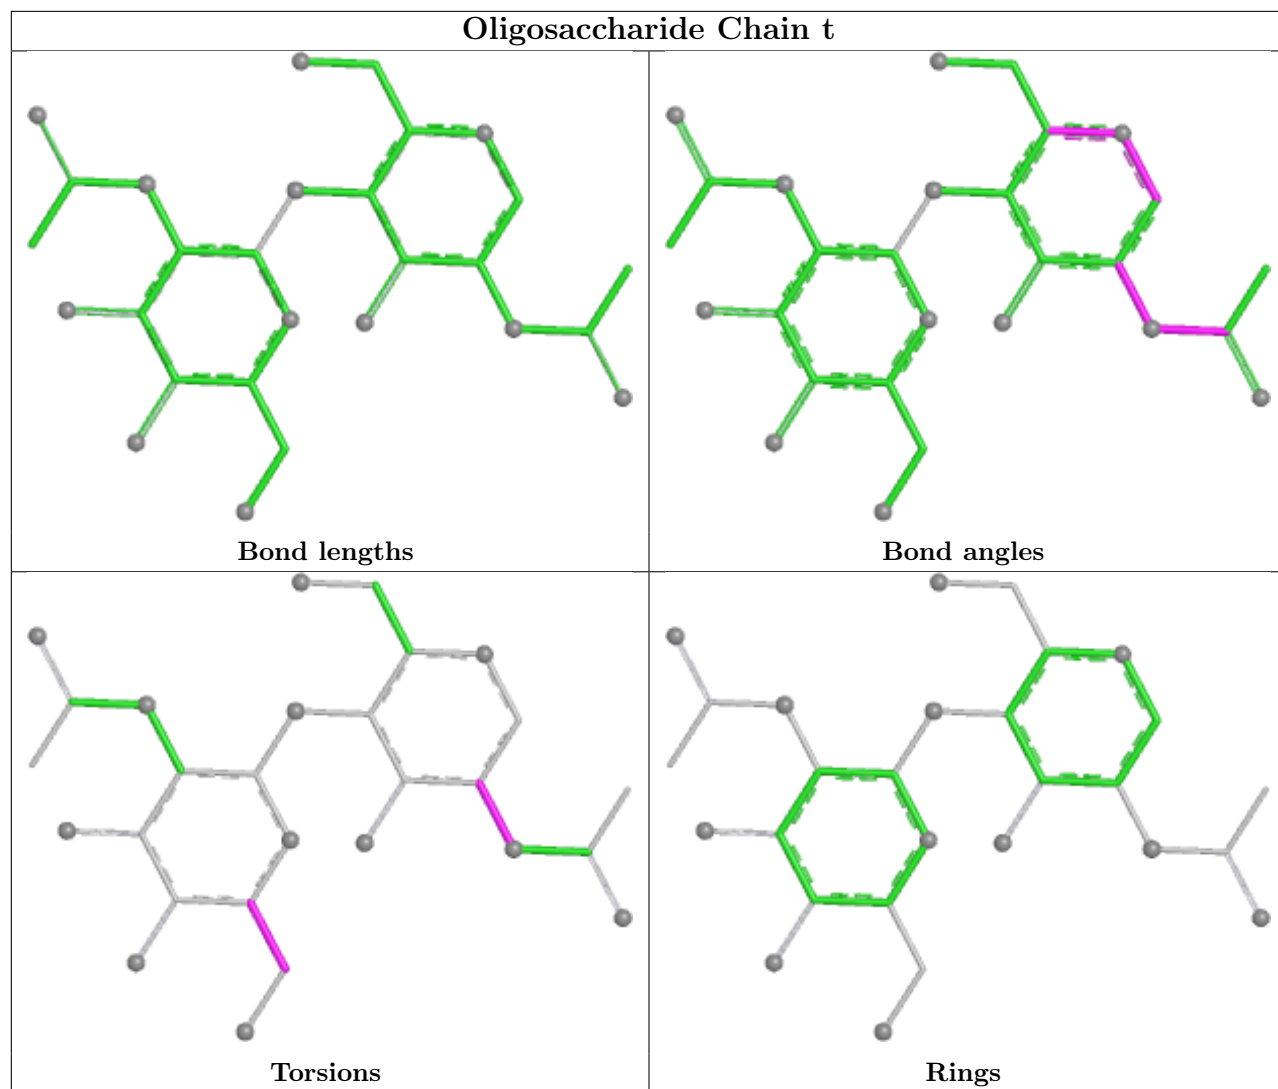 Oligosaccharide Chain t
Bond lengths
Bond angles
Torsions
Rings